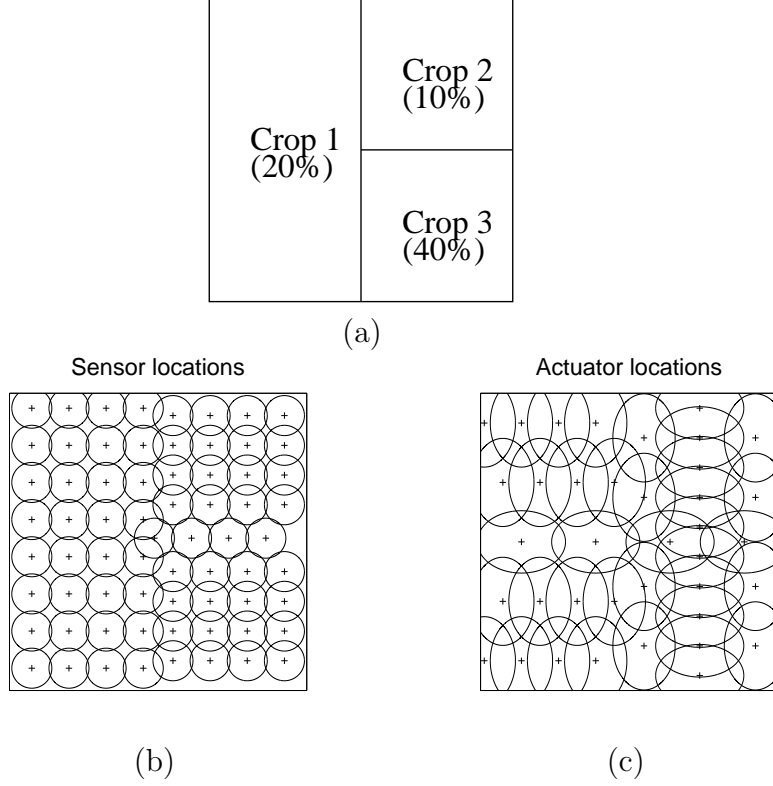 Crop 1
(20%)
Crop 2
(10%)
Crop 3
(40%)
(a)
Sensor locations
Actuator locations
(b)
(c)